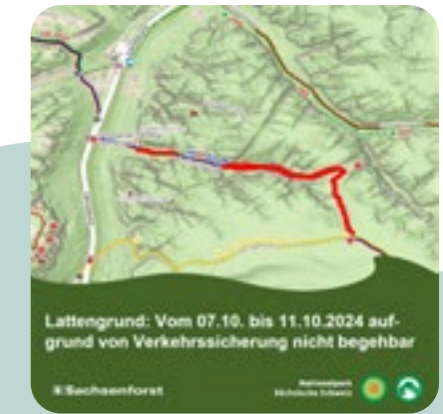 Lattengrund: Vom 07.10. bis 11.10.2024 auf-
grund von Verkehrssicherung nicht begehbar
Sachsenforst
Nationalpark
Sächsische Schweiz